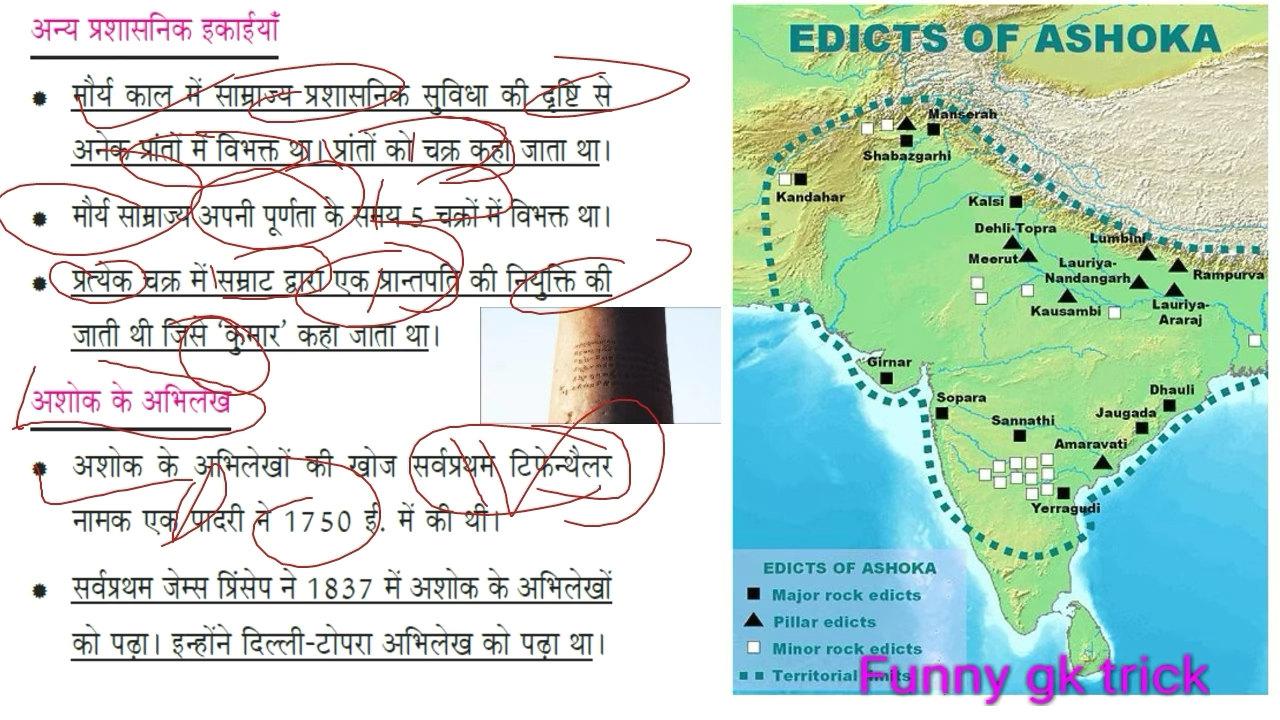 अन्य प्रशासनिक इकाईयाँ
मौर्य काल में साम्राज्य प्रशासनिक सुविधा की दृष्टि से
अनेक प्रांतों में विभक्त था। प्रांतों को चक्र कहा जाता था।
मौर्य साम्राज्य अपनी पूर्णता के समय 5 चक्रों में विभक्त था।
प्रत्येक चक्र में सम्राट द्वारा एक प्रान्तपति की नियुक्ति की
जाती थी जिसे ‘कुमार’ कहा जाता था।
अशोक के अभिलेख
अशोक के अभिलेखों की खोज सर्वप्रथम टिफेन्थैलर
नामक एक पादरी ने 1750 ई. में की थी।
सर्वप्रथम जेम्स प्रिंसेप ने 1837 में अशोक के अभिलेखों
को पढ़ा। इन्होंने दिल्ली-टोपरा अभिलेख को पढ़ा था।
EDICTS OF ASHOKA
Manserah
Shabazgarhi
Kandahar
Kalsi
Dehli-Topra
Meerut
Lumbini
Lauriya-
Nandangarh
Rampurva
Kausambi
Lauriya-
Araraj
Girnar
Sopara
Sannathi
Dhauli
Jaugada
Amaravati
Yerragudi
EDICTS OF ASHOKA
Major rock edicts
Pillar edicts
Minor rock edicts
Territorial limits
Funny gk trick